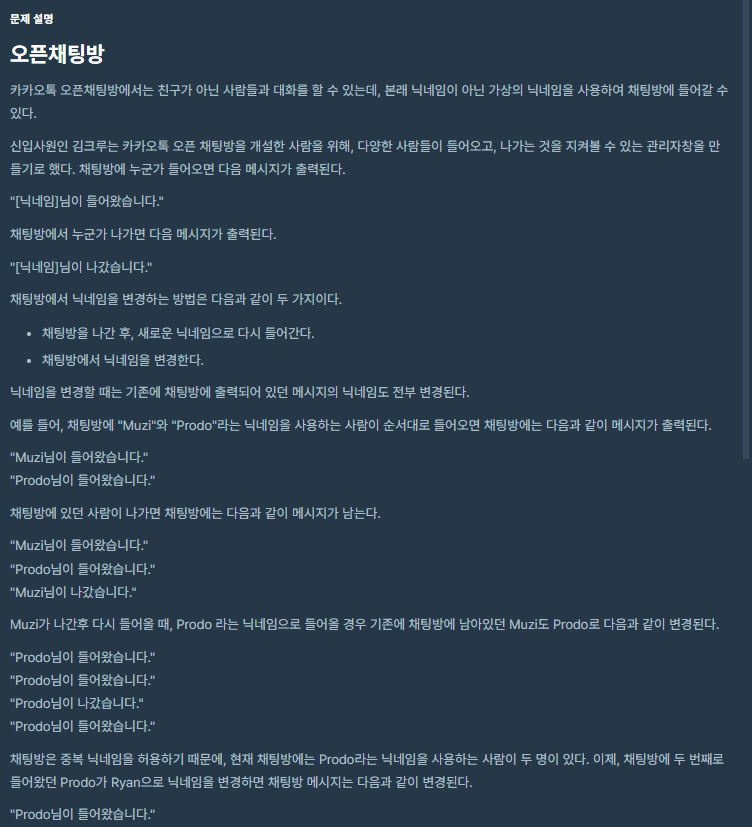 문제 설명
오픈채팅방
카카오톡 오픈채팅방에서는 친구가 아닌 사람들과 대화를 할 수 있는데, 본래 닉네임이 아닌 가상의 닉네임을 사용하여 채팅방에 들어갈 수
있다.
신입사원인 김크루는 카카오톡 오픈 채팅방을 개설한 사람을 위해, 다양한 사람들이 들어오고, 나가는 것을 지켜볼 수 있는 관리자창을 만
들기로 했다. 채팅방에 누군가 들어오면 다음 메시지가 출력된다.
"[닉네임]님이 들어왔습니다."
채팅방에서 누군가 나가면 다음 메시지가 출력된다.
"[닉네임]님이 나갔습니다."
채팅방에서 닉네임을 변경하는 방법은 다음과 같이 두 가지이다.
• 채팅방을 나간 후, 새로운 닉네임으로 다시 들어간다.
• 채팅방에서 닉네임을 변경한다.
닉네임을 변경할 때는 기존에 채팅방에 출력되어 있던 메시지의 닉네임도 전부 변경된다.
예를 들어, 채팅방에 "Muzi"와 "Prodo"라는 닉네임을 사용하는 사람이 순서대로 들어오면 채팅방에는 다음과 같이 메시지가 출력된다.
"Muzi님이 들어왔습니다."
"Prodo님이 들어왔습니다."
채팅방에 있던 사람이 나가면 채팅방에는 다음과 같이 메시지가 남는다.
"Muzi님이 들어왔습니다."
"Prodo님이 들어왔습니다."
"Muzi님이 나갔습니다."
Muzi가 나간후 다시 들어올 때, Prodo 라는 닉네임으로 들어올 경우 기존에 채팅방에 남아있던 Muzi도 Prodo로 다음과 같이 변경된다.
"Prodo님이 들어왔습니다."
"Prodo님이 들어왔습니다."
"Prodo님이 나갔습니다."
"Prodo님이 들어왔습니다."
채팅방은 중복 닉네임을 허용하기 때문에, 현재 채팅방에는 Prodo라는 닉네임을 사용하는 사람이 두 명이 있다. 이제, 채팅방에 두 번째로
들어왔던 Prodo가 Ryan으로 닉네임을 변경하면 채팅방 메시지는 다음과 같이 변경된다.
"Prodo님이 들어왔습니다."